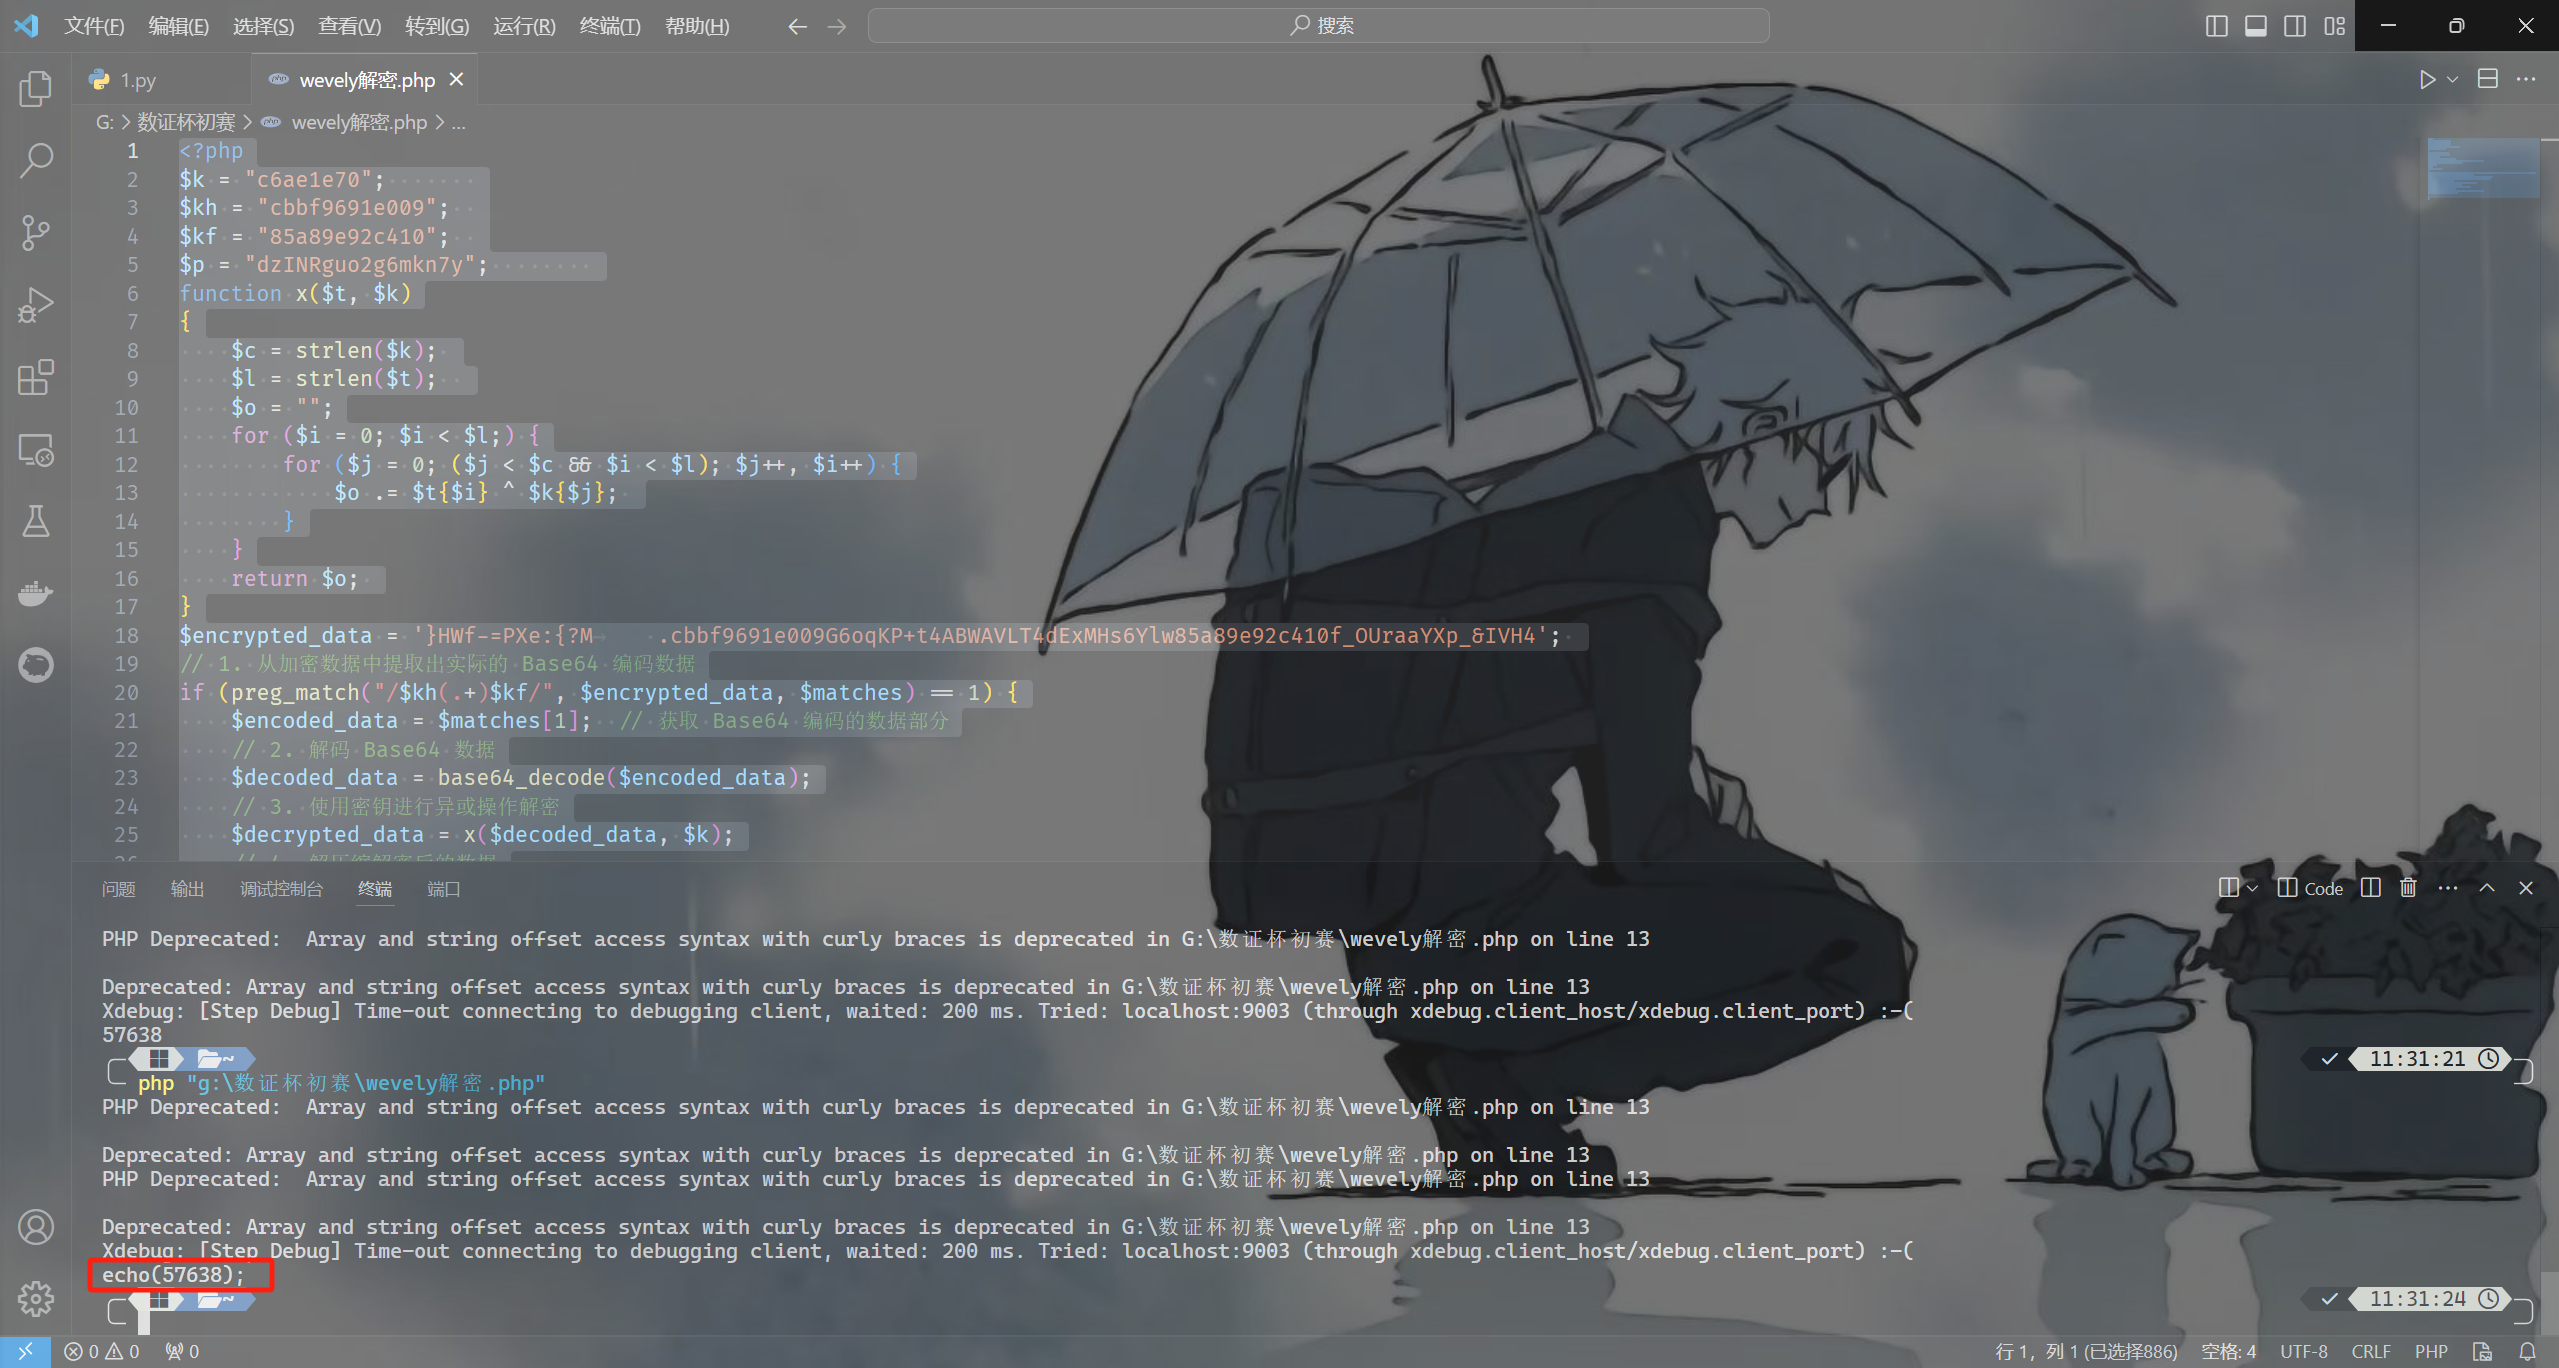 文件(F) 编辑(E) 选择(S) 查看(V) 转到(G) 运行(R) 终端(T) 帮助(H) 搜索
1.py wevely解密.php
G: > 数证杯初赛 > wevely解密.php > ...
1 <?php
2 $k = "c6ae1e70";
3 $kh = "cbbf9691e009";
4 $kf = "85a89e92c410";
5 $p = "dzINRguo2g6mkn7y";
6 function x($t, $k)
7 {
8 $c = strlen($k);
9 $l = strlen($t);
10 $o = "";
11 for ($i = 0; $i < $l;) {
12 for ($j = 0; ($j < $c && $i < $l); $j++, $i++) {
13 $o .= $t{$i} ^ $k{$j};
14 }
15 }
16 return $o;
17 }
18 $encrypted_data = '}HWf-=PXe:{?M→ .cbbf9691e009G6oqKP+t4ABWAVLT4dExMHs6Ylw85a89e92c410f_OUraaYXp_&IVH4';
19 // 1. 从加密数据中提取出实际的 Base64 编码数据
20 if (preg_match("/$kh(.+)$kf/", $encrypted_data, $matches) == 1) {
21 $encoded_data = $matches[1]; // 获取 Base64 编码的数据部分
22 // 2. 解码 Base64 数据
23 $decoded_data = base64_decode($encoded_data);
24 // 3. 使用密钥进行异或操作解密
25 $decrypted_data = x($decoded_data, $k);
26 // 4. 解压缩解密后的数据
问题 输出 调试控制台 终端 端口 Code
PHP Deprecated:  Array and string offset access syntax with curly braces is deprecated in G:\数证杯初赛\wevely解密.php on line 13
Deprecated: Array and string offset access syntax with curly braces is deprecated in G:\数证杯初赛\wevely解密.php on line 13
Xdebug: [Step Debug] Time-out connecting to debugging client, waited: 200 ms. Tried: localhost:9003 (through xdebug.client_host/xdebug.client_port) :-(
57638
~ 11:31:21
php "g:\数证杯初赛\wevely解密.php"
PHP Deprecated:  Array and string offset access syntax with curly braces is deprecated in G:\数证杯初赛\wevely解密.php on line 13
Deprecated: Array and string offset access syntax with curly braces is deprecated in G:\数证杯初赛\wevely解密.php on line 13
PHP Deprecated:  Array and string offset access syntax with curly braces is deprecated in G:\数证杯初赛\wevely解密.php on line 13
Deprecated: Array and string offset access syntax with curly braces is deprecated in G:\数证杯初赛\wevely解密.php on line 13
Xdebug: [Step Debug] Time-out connecting to debugging client, waited: 200 ms. Tried: localhost:9003 (through xdebug.client_host/xdebug.client_port) :-(
echo(57638);
~ 11:31:24
0 0 0 行 1，列 1 (已选择886) 空格: 4 UTF-8 CRLF PHP